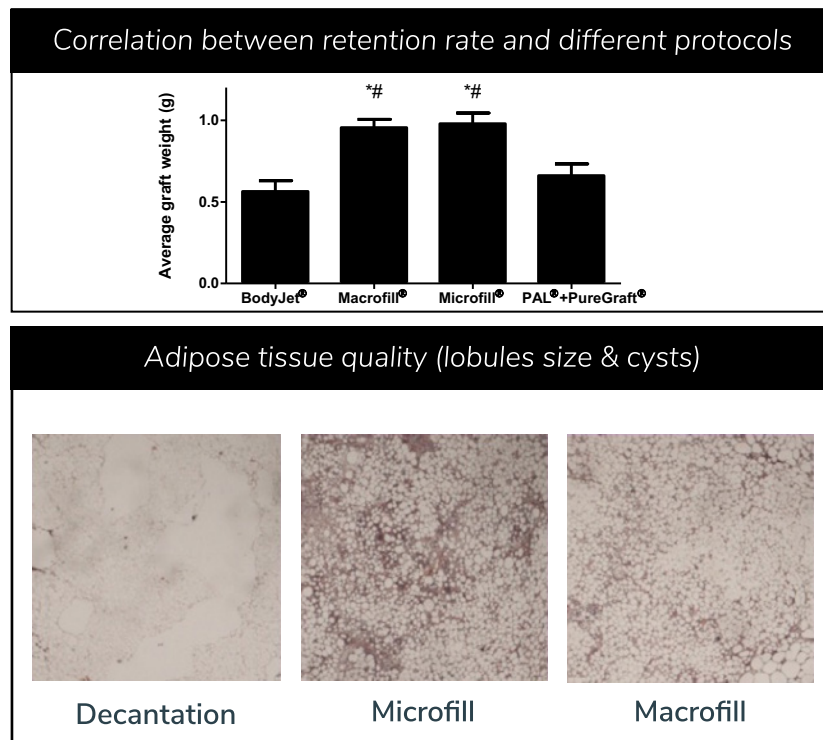 Correlation between retention rate and different protocols
*# *#
Average graft weight (g)
1.0
0.5
0.0
BodyJet® Macrofill® Microfill® PAL®+PureGraft®
Adipose tissue quality (lobules size & cysts)
Decantation Microfill Macrofill